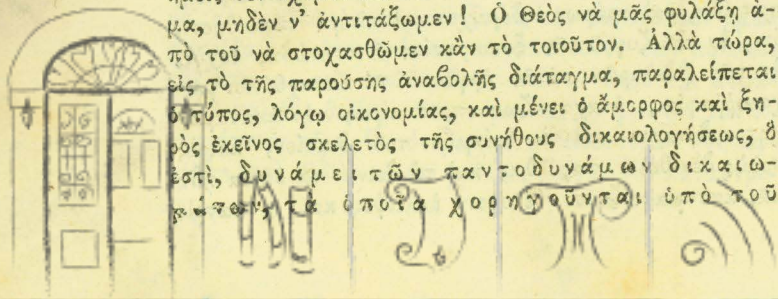 μα, μηδὲν ν' ἀντιτάξωμεν! Ὁ Θεὸς νὰ μᾶς φυλάξῃ ἀ-
πὸ τοῦ νὰ στοχασθῶμεν κἂν τὸ τοιοῦτον. Ἀλλὰ τώρα,
εἰς τὸ τῆς παρούσης ἀναβολῆς διάταγμα, παραλείπεται
ὁ τύπος, λόγῳ οἰκονομίας, καὶ μένει ὁ ἄμορφος καὶ ξη-
ρὸς ἐκεῖνος σκελετὸς τῆς συνήθους δικαιολογήσεως, ὅ
ἐστὶ, δυνάμει τῶν παντοδυνάμων δικαιω-
μάτων, τὰ ὁποῖα χορηγοῦνται ὑπὸ τοῦ